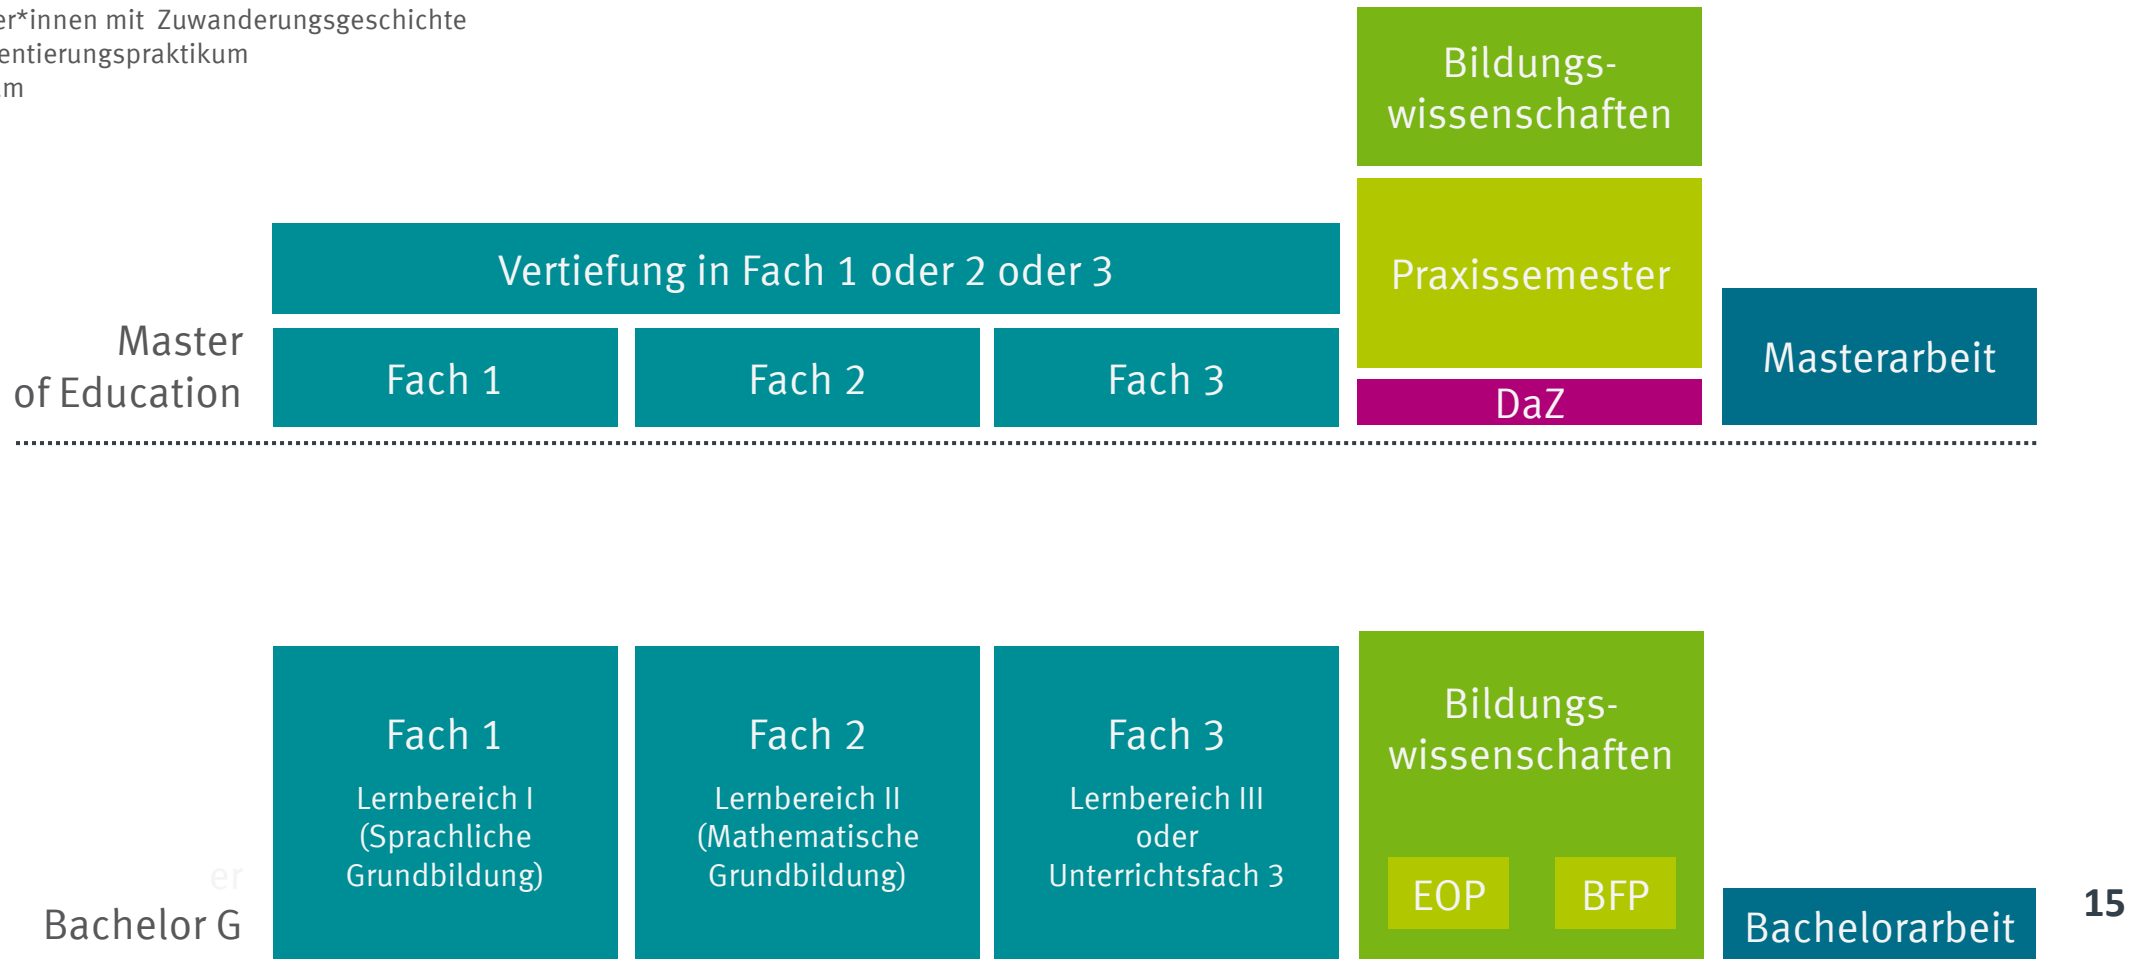 er*innen mit Zuwanderungsgeschichte
entierungspraktikum
um
Bildungs-
wissenschaften
Praxissemester
DaZ
Vertiefung in Fach 1 oder 2 oder 3
Master
of Education
Fach 1
Fach 2
Fach 3
Masterarbeit
Fach 1
Lernbereich I
(Sprachliche
Grundbildung)
Fach 2
Lernbereich II
(Mathematische
Grundbildung)
Fach 3
Lernbereich III
oder
Unterrichtsfach 3
Bildungs-
wissenschaften
EOP
BFP
er
Bachelor G
Bachelorarbeit
15